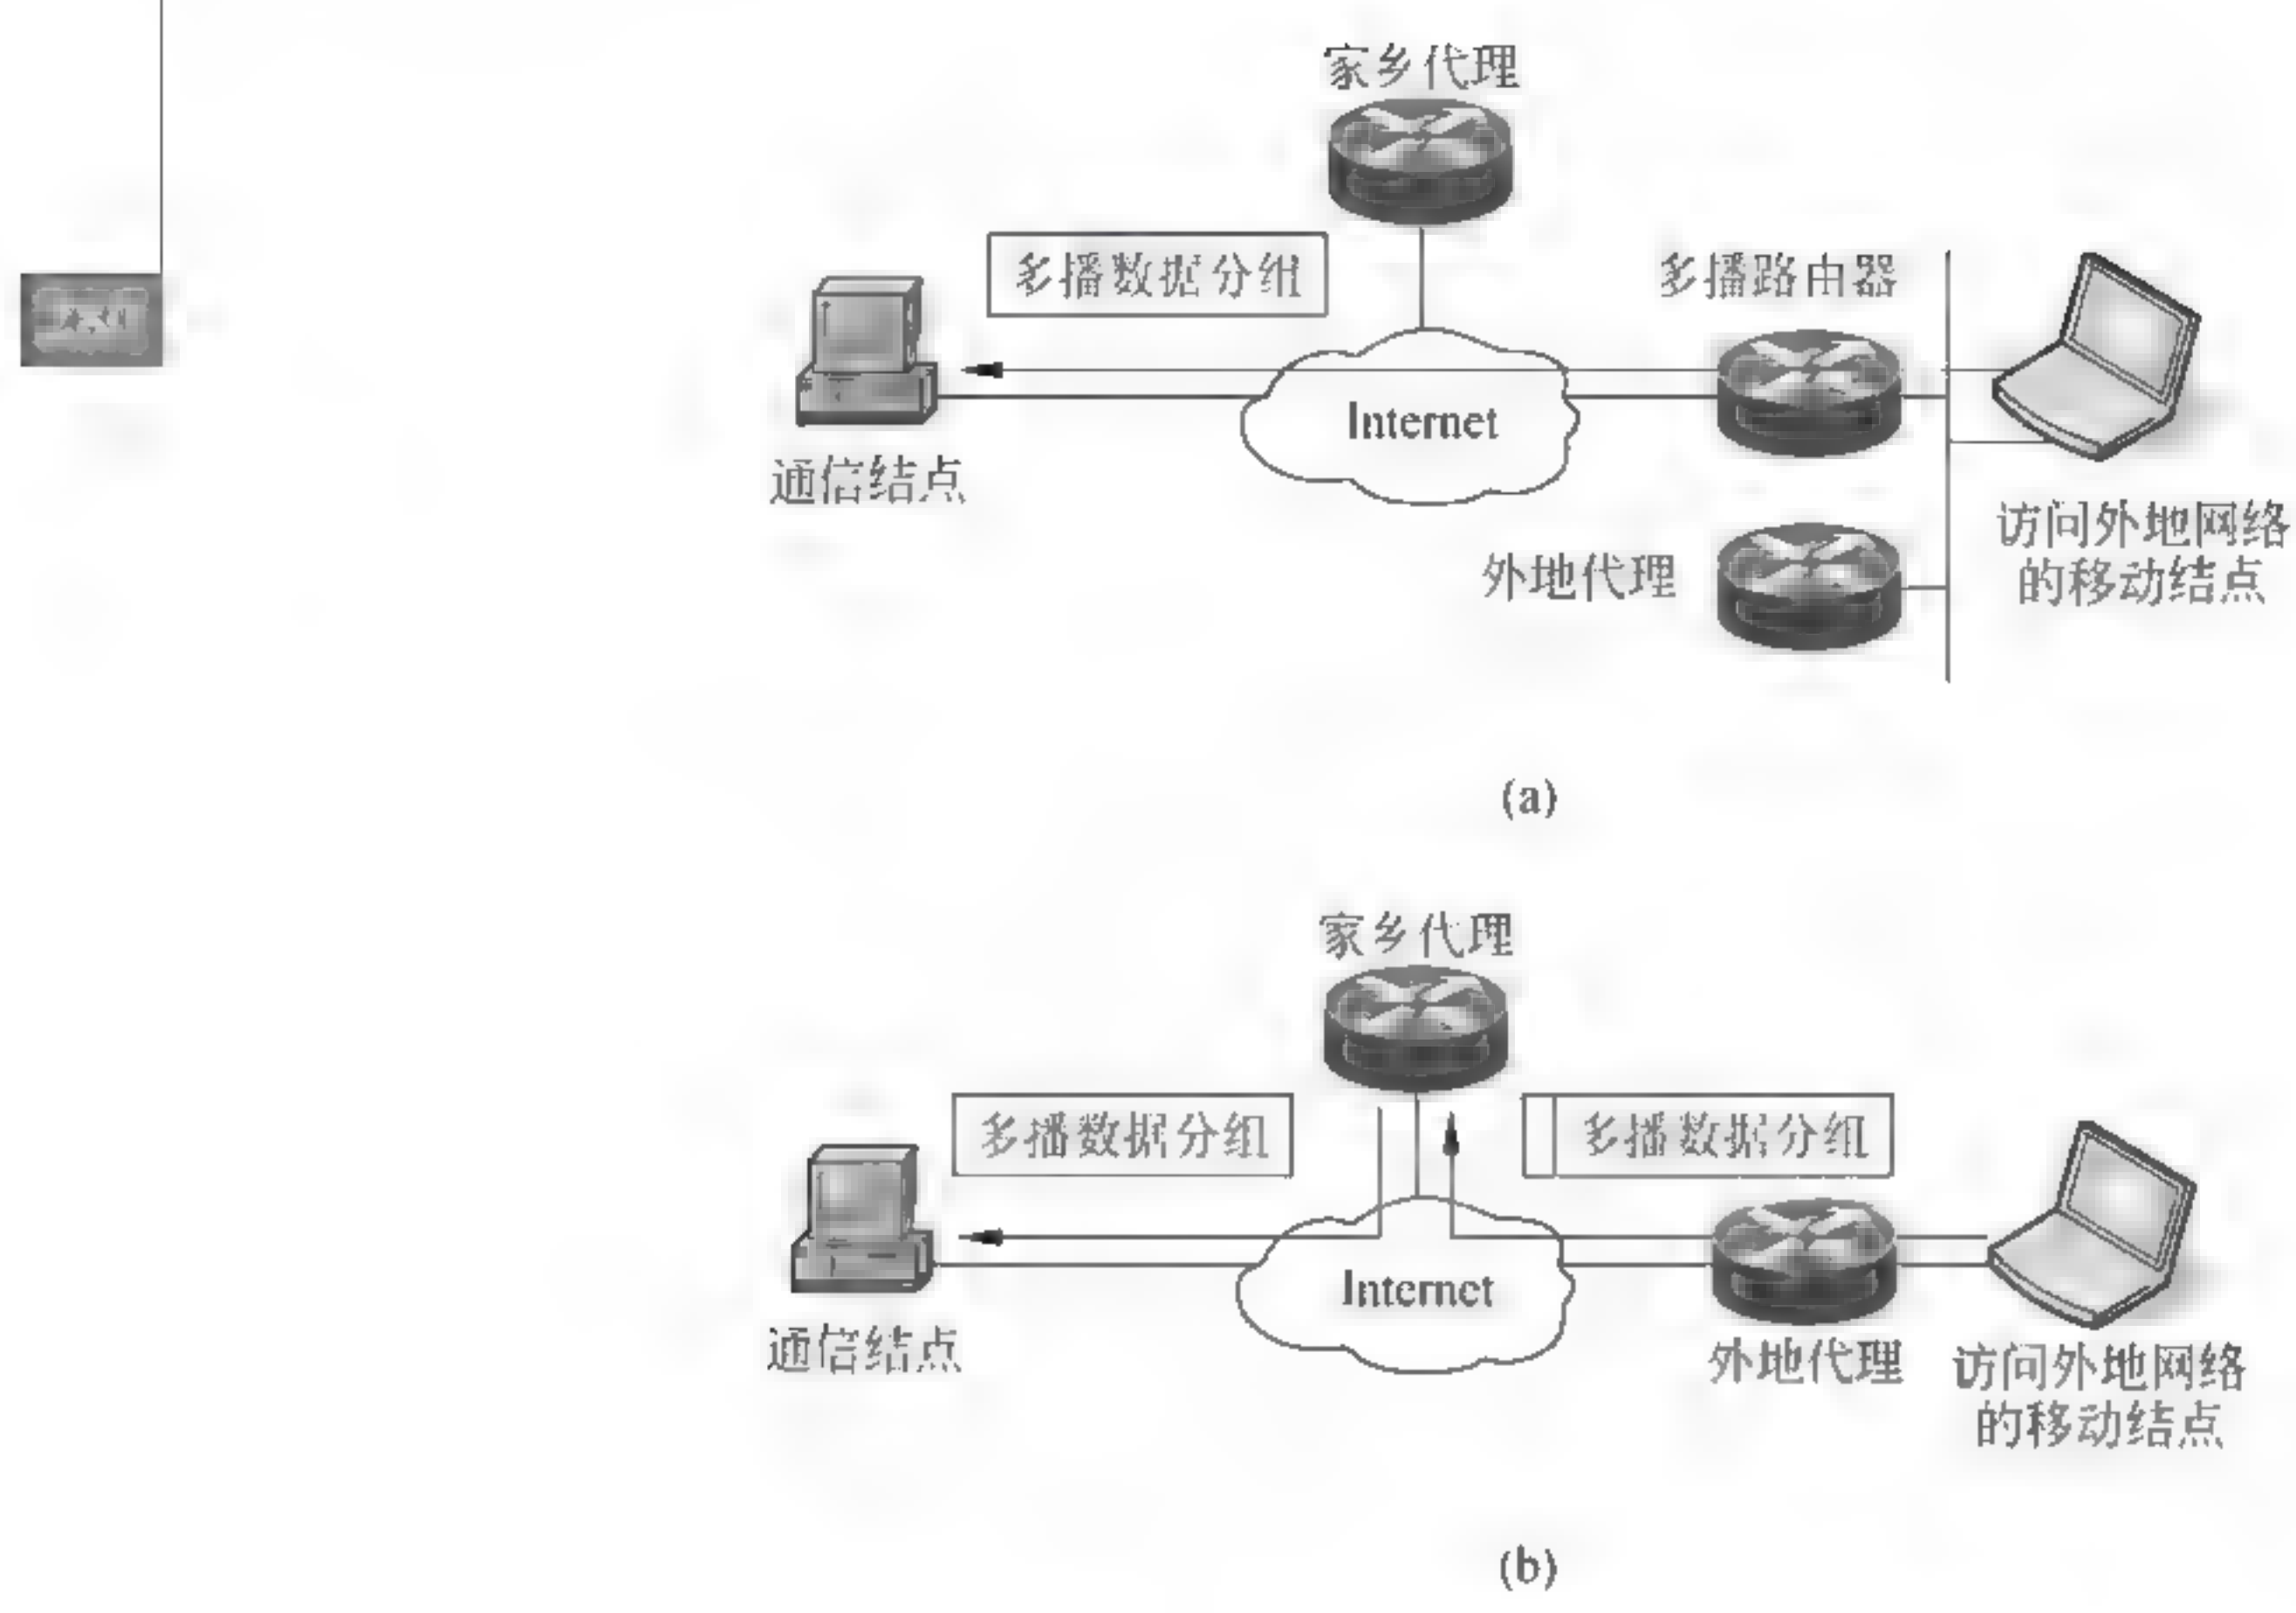 家乡代理
多播数据分组
多播路由器
Internet
通信结点
外地代理
访问外地网络
的移动结点
(a)
家乡代理
多播数据分组
多播数据分组
Internet
通信结点
外地代理
访问外地网络
的移动结点
(b)